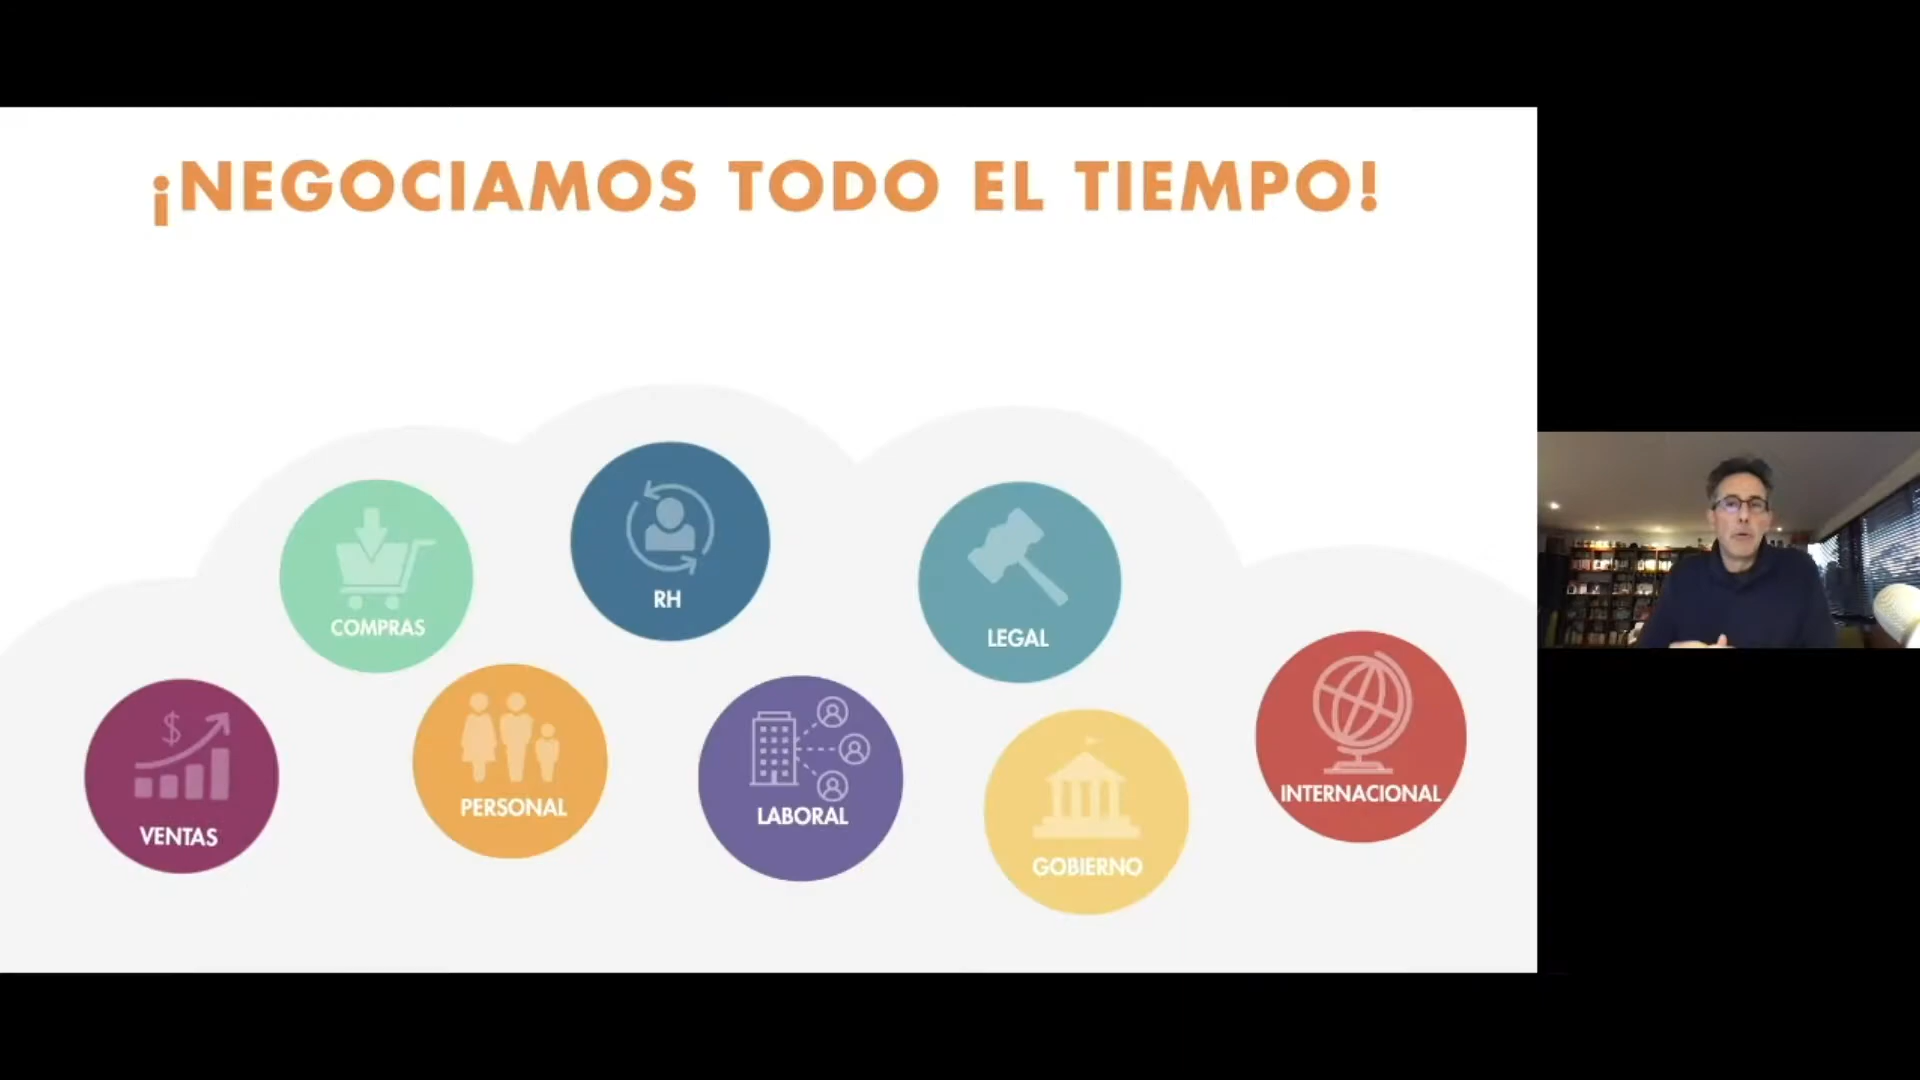 ¡NEGOCIAMOS TODO EL TIEMPO!
COMPRAS
RH
LEGAL
VENTAS
$
PERSONAL
LABORAL
GOBIERNO
INTERNACIONAL